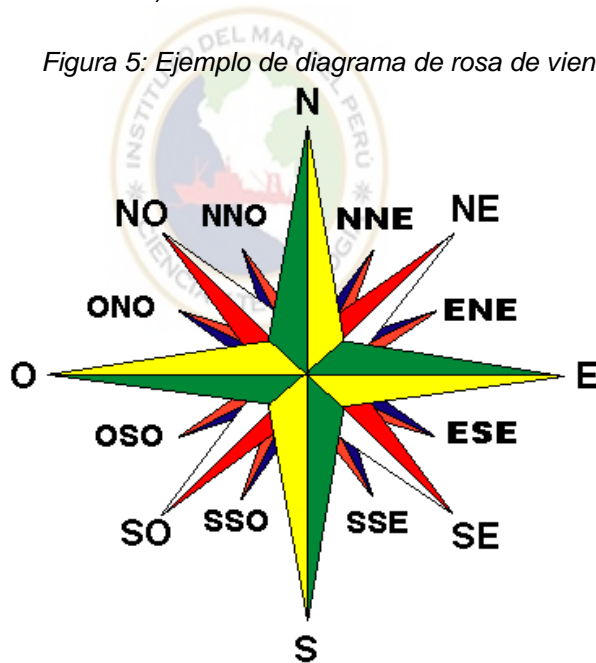 Figura 5: Ejemplo de diagrama de rosa de vien
N
NO NNO NNE NE
ONO ENE
O E
OSO ESE
SO SSO SSE SE
S